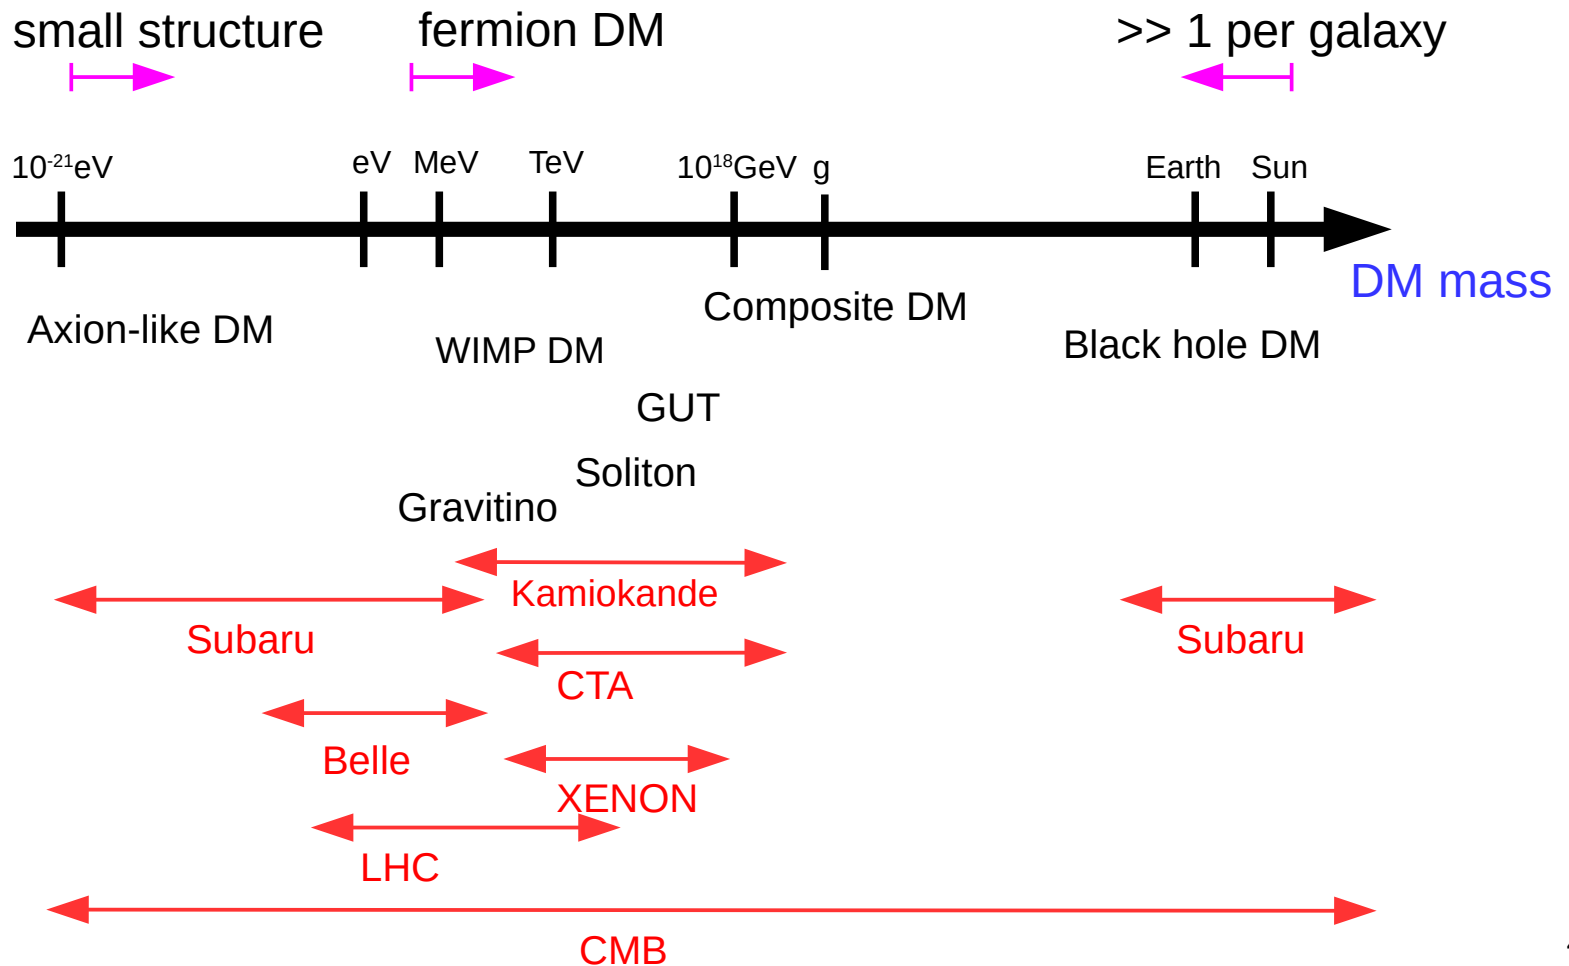 small structure
fermion DM
>> 1 per galaxy
10⁻²¹eV
eV
MeV
TeV
10¹⁸GeV
g
Earth
Sun
DM mass
Composite DM
Axion-like DM
WIMP DM
Black hole DM
GUT
Soliton
Gravitino
Kamiokande
Subaru
Subaru
CTA
Belle
XENON
LHC
CMB